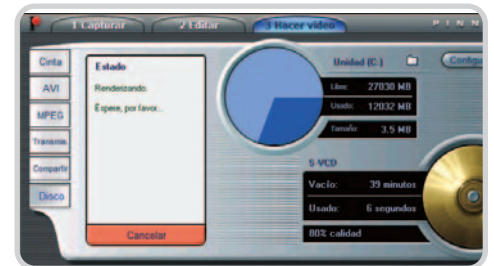 1 Capturar
2 Editar
3 Hacer video
P I N N
Cinta
AVI
MPEG
Transmis.
Compartir
Disco
Estado
Renderizando.
Espere, por favor...
Cancelar
Unidad (C:)
Configu
Libre: 27030 MB
Usado: 12032 MB
Tamaño: 3.5 MB
S-VCD
Vacío: 39 minutos
Usado: 6 segundos
80% calidad